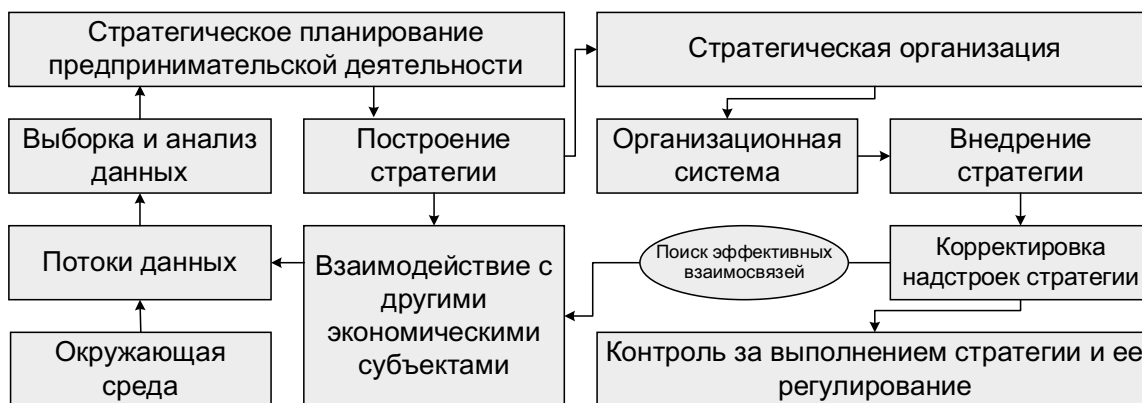 Стратегическое планирование
предпринимательской деятельности
Стратегическая организация
Выборка и анализ
данных
Построение
стратегии
Организационная
система
Внедрение
стратегии
Потоки данных
Взаимодействие с
другими
экономическими
субъектами
Поиск эффективных
взаимосвязей
Корректировка
надстроек стратегии
Окружающая
среда
Контроль за выполнением стратегии и ее
регулирование